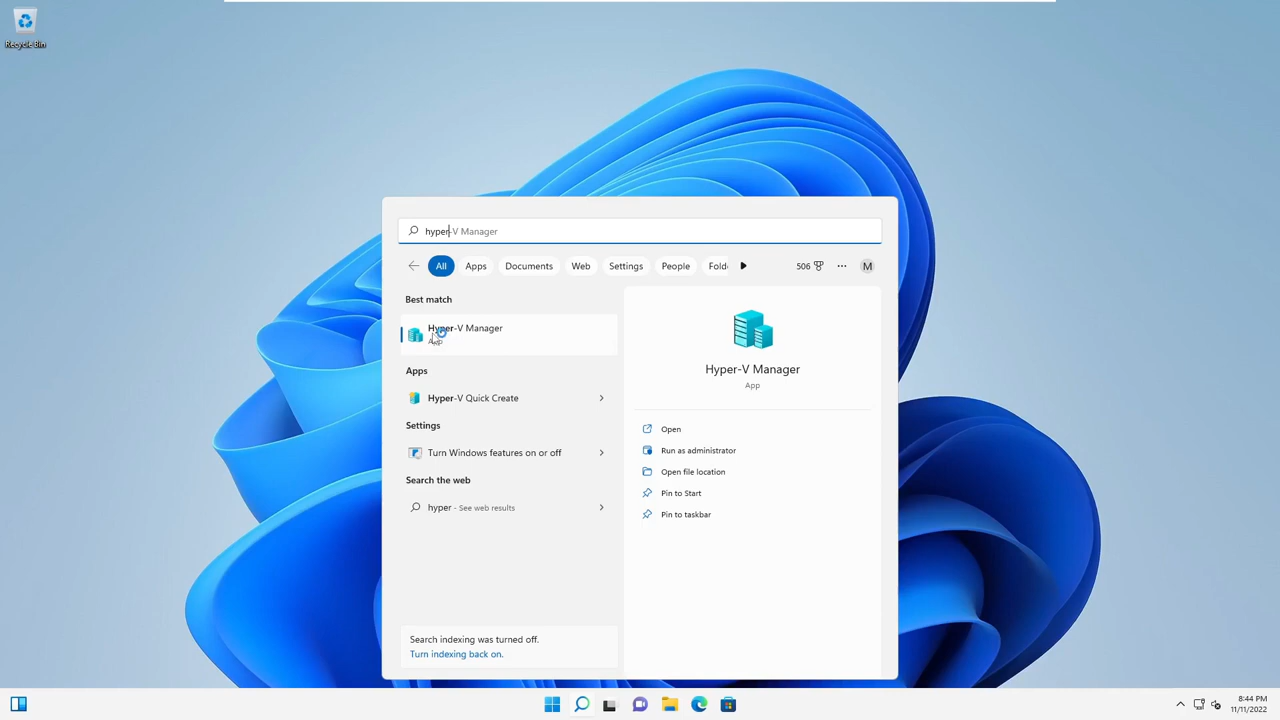 Recycle Bin
hyper-V Manager
All
Apps
Documents
Web
Settings
People
Fold
506
M
Best match
Hyper-V Manager
App
Apps
Hyper-V Quick Create
Settings
Turn Windows features on or off
Search the web
hyper - See web results
Search indexing was turned off.
Turn indexing back on.
Hyper-V Manager
App
Open
Run as administrator
Open file location
Pin to Start
Pin to taskbar
8:44 PM
11/11/2022